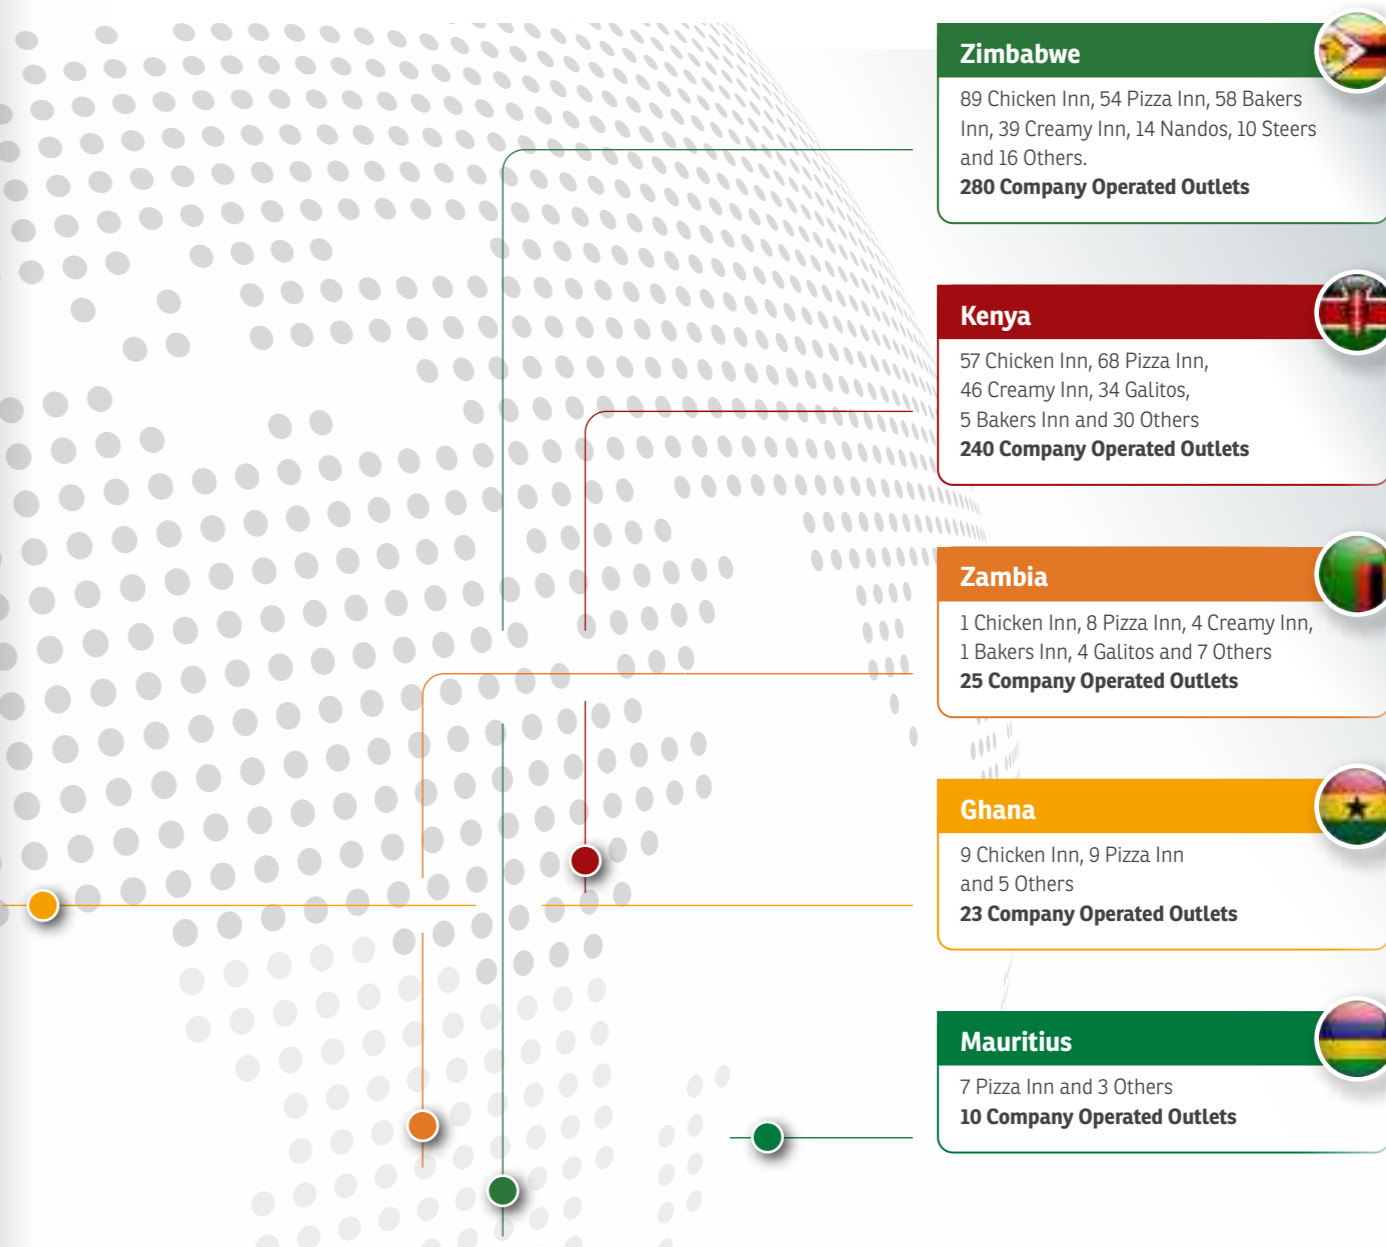 Zimbabwe
89 Chicken Inn, 54 Pizza Inn, 58 Bakers
Inn, 39 Creamy Inn, 14 Nandos, 10 Steers
and 16 Others.
280 Company Operated Outlets
Kenya
57 Chicken Inn, 68 Pizza Inn,
46 Creamy Inn, 34 Galitos,
5 Bakers Inn and 30 Others
240 Company Operated Outlets
Zambia
1 Chicken Inn, 8 Pizza Inn, 4 Creamy Inn,
1 Bakers Inn, 4 Galitos and 7 Others
25 Company Operated Outlets
Ghana
9 Chicken Inn, 9 Pizza Inn
and 5 Others
23 Company Operated Outlets
Mauritius
7 Pizza Inn and 3 Others
10 Company Operated Outlets